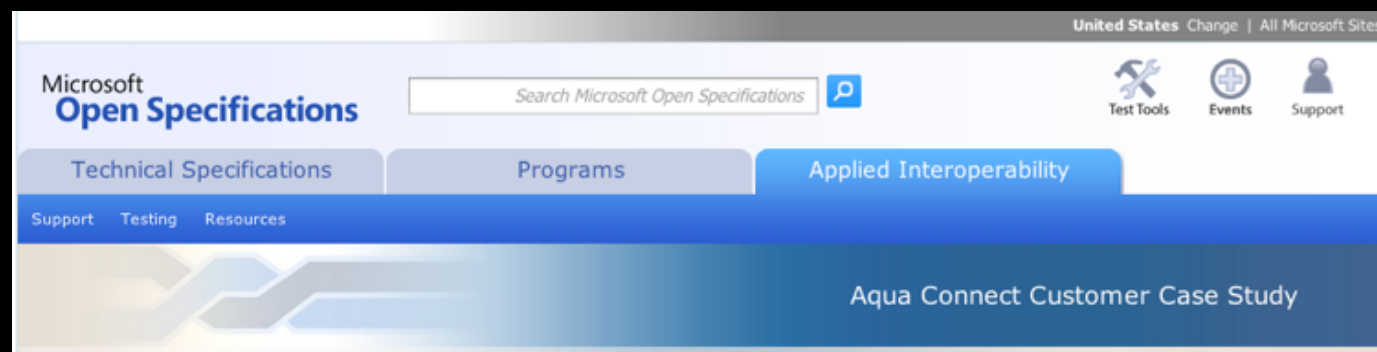 United States Change | All Microsoft Sites
Microsoft
Open Specifications
Search Microsoft Open Specifications
Test Tools Events Support
Technical Specifications Programs Applied Interoperability
Support Testing Resources
Aqua Connect Customer Case Study